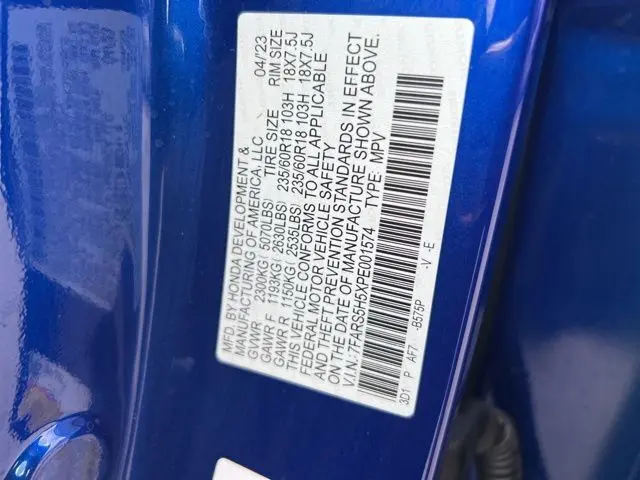 MFD. BY HONDA DEVELOPMENT & 04/'23
MANUFACTURING OF AMERICA, LLC
TIRE SIZE RIM SIZE
GVWR 2300KG( 5070LBS) 235/60R18 103H 18X7.5J
GAWR F 1193KG( 2630LBS) 235/60R18 103H 18X7.5J
GAWR R 1150KG( 2535LBS)
THIS VEHICLE CONFORMS TO ALL APPLICABLE
FEDERAL MOTOR VEHICLE SAFETY
AND THEFT PREVENTION STANDARDS IN EFFECT
ON THE DATE OF MANUFACTURE SHOWN ABOVE.
V.I.N.:7FARS5H5XPE001574 TYPE: MPV
3D1 P AF7 -B575P -V -E